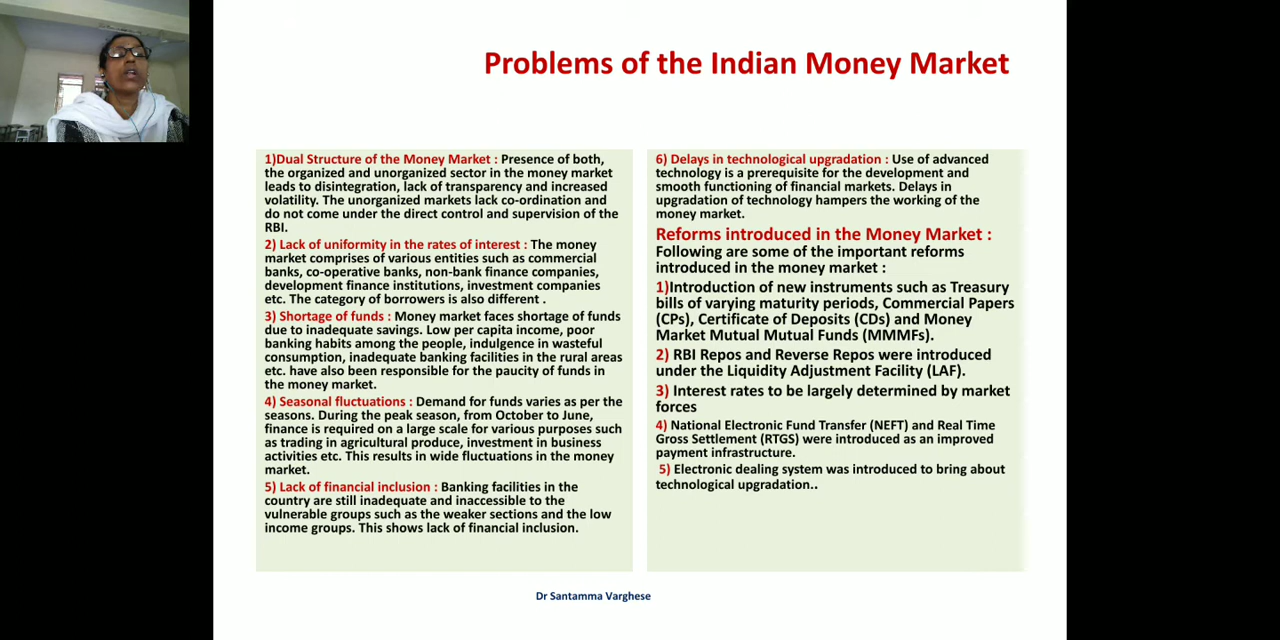 Problems of the Indian Money Market
1)Dual Structure of the Money Market : Presence of both,
the organized and unorganized sector in the money market
leads to disintegration, lack of transparency and increased
volatility. The unorganized markets lack co-ordination and
do not come under the direct control and supervision of the
RBI.
2) Lack of uniformity in the rates of interest : The money
market comprises of various entities such as commercial
banks, co-operative banks, non-bank finance companies,
development finance institutions, investment companies
etc. The category of borrowers is also different .
3) Shortage of funds : Money market faces shortage of funds
due to inadequate savings. Low per capita income, poor
banking habits among the people, indulgence in wasteful
consumption, inadequate banking facilities in the rural areas
etc. have also been responsible for the paucity of funds in
the money market.
4) Seasonal fluctuations : Demand for funds varies as per the
seasons. During the peak season, from October to June,
finance is required on a large scale for various purposes such
as trading in agricultural produce, investment in business
activities etc. This results in wide fluctuations in the money
market.
5) Lack of financial inclusion : Banking facilities in the
country are still inadequate and inaccessible to the
vulnerable groups such as the weaker sections and the low
income groups. This shows lack of financial inclusion.
6) Delays in technological upgradation : Use of advanced
technology is a prerequisite for the development and
smooth functioning of financial markets. Delays in
upgradation of technology hampers the working of the
money market.
Reforms introduced in the Money Market :
Following are some of the important reforms
introduced in the money market :
1)Introduction of new instruments such as Treasury
bills of varying maturity periods, Commercial Papers
(CPs), Certificate of Deposits (CDs) and Money
Market Mutual Mutual Funds (MMMFs).
2) RBI Repos and Reverse Repos were introduced
under the Liquidity Adjustment Facility (LAF).
3) Interest rates to be largely determined by market
forces
4) National Electronic Fund Transfer (NEFT) and Real Time
Gross Settlement (RTGS) were introduced as an improved
payment infrastructure.
5) Electronic dealing system was introduced to bring about
technological upgradation..
Dr Santamma Varghese